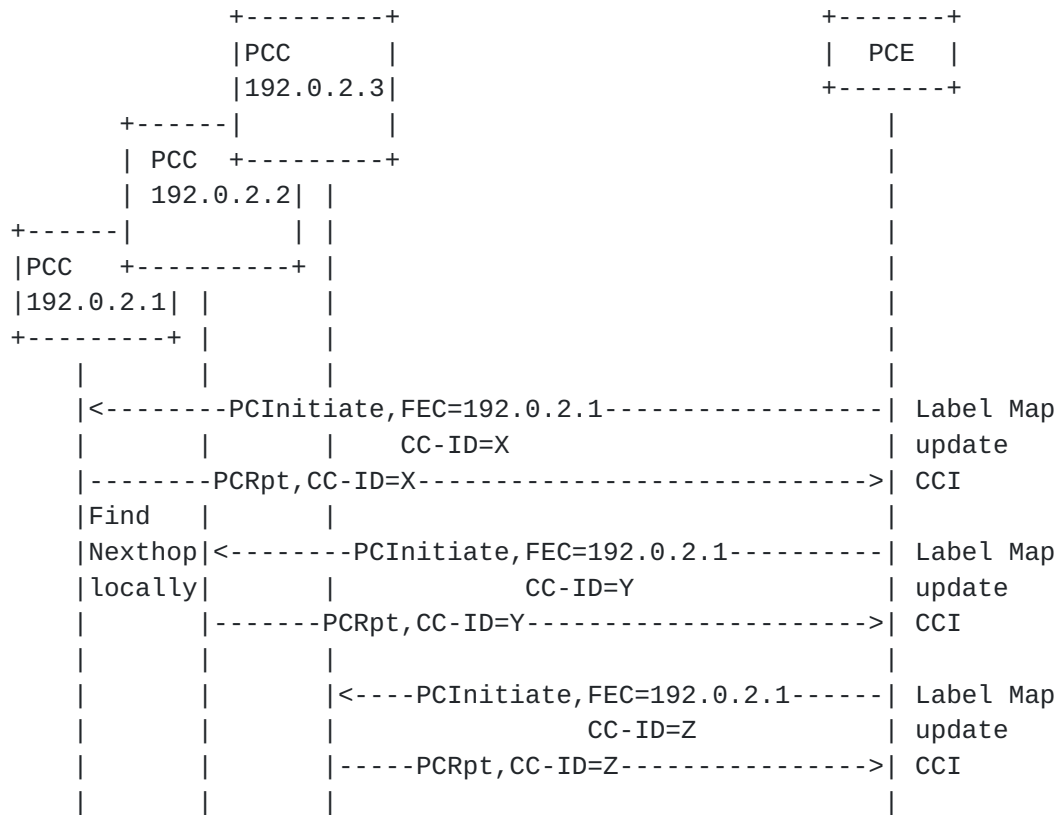 +---------+ +-------+
|PCC | | PCE |
|192.0.2.3| +-------+
+------| | |
| PCC +---------+ |
| 192.0.2.2| | |
+------| | | |
|PCC +----------+ | |
|192.0.2.1| | | |
+---------+ | | |
| | | |
|<--------PCInitiate,FEC=192.0.2.1------------------| Label Map
| | | CC-ID=X | update
|--------PCRpt,CC-ID=X----------------------------->| CCI
|Find | | |
|Nexthop|<--------PCInitiate,FEC=192.0.2.1----------| Label Map
|locally| | CC-ID=Y | update
| |-------PCRpt,CC-ID=Y---------------------->| CCI
| | | |
| | |<----PCInitiate,FEC=192.0.2.1------| Label Map
| | | CC-ID=Z | update
| | |-----PCRpt,CC-ID=Z---------------->| CCI
| | | |